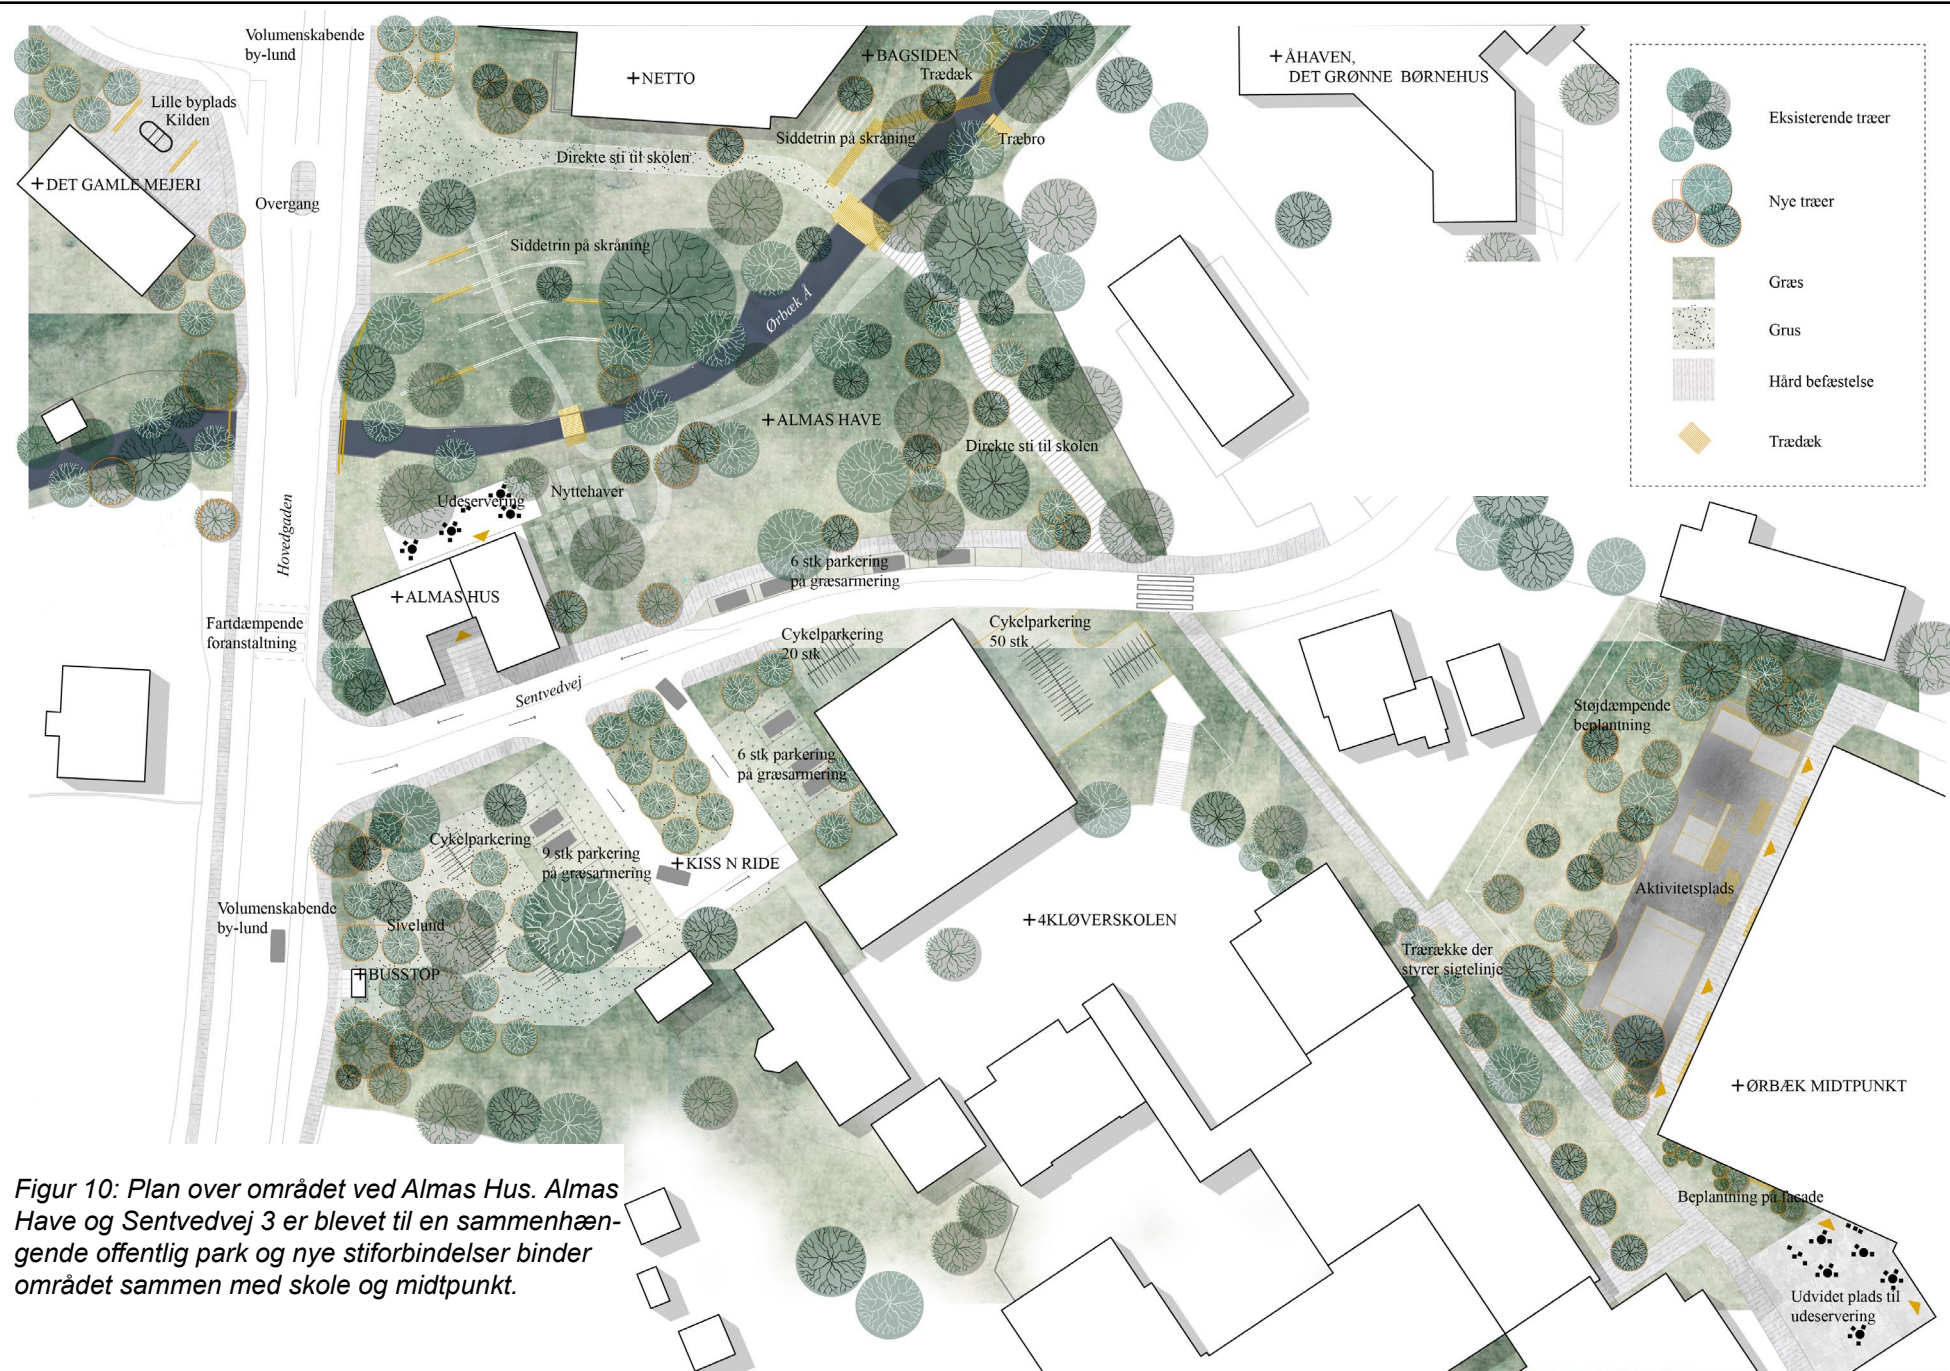 Volumenskabende
by-lund
+NETTO
+BAGSIDEN
Trædæk
+ÅHAVEN,
DET GRØNNE BØRNEHUS
Lille byplads
Kilden
Siddetrin på skråning
Træbro
Direkte sti til skolen
+DET GAMLE MEJERI
Overgang
Siddetrin på skråning
Ørbæk Å
+ALMAS HAVE
Direkte sti til skolen
Hovedgaden
Udeservering
Nyttehaver
6 stk parkering
på græsarmering
+ALMAS HUS
Fartdæmpende
foranstaltning
Cykelparkering
20 stk
Cykelparkering
50 stk
Sentvedvej
6 stk parkering
på græsarmering
Støjdæmpende
beplantning
Cykelparkering
9 stk parkering
på græsarmering
+KISS N RIDE
Volumenskabende
by-lund
Sivelund
+BUSSTOP
+4KLØVERSKOLEN
Aktivitetsplads
Trærække der
styrer sigtelinje
+ØRBÆK MIDTPUNKT
Beplantning på facade
Udvidet plads til
udeservering
Eksisterende træer
Nye træer
Græs
Grus
Hård befæstelse
Trædæk
Figur 10: Plan over området ved Almas Hus. Almas
Have og Sentvedvej 3 er blevet til en sammenhæn-
gende offentlig park og nye stiforbindelser binder
området sammen med skole og midtpunkt.